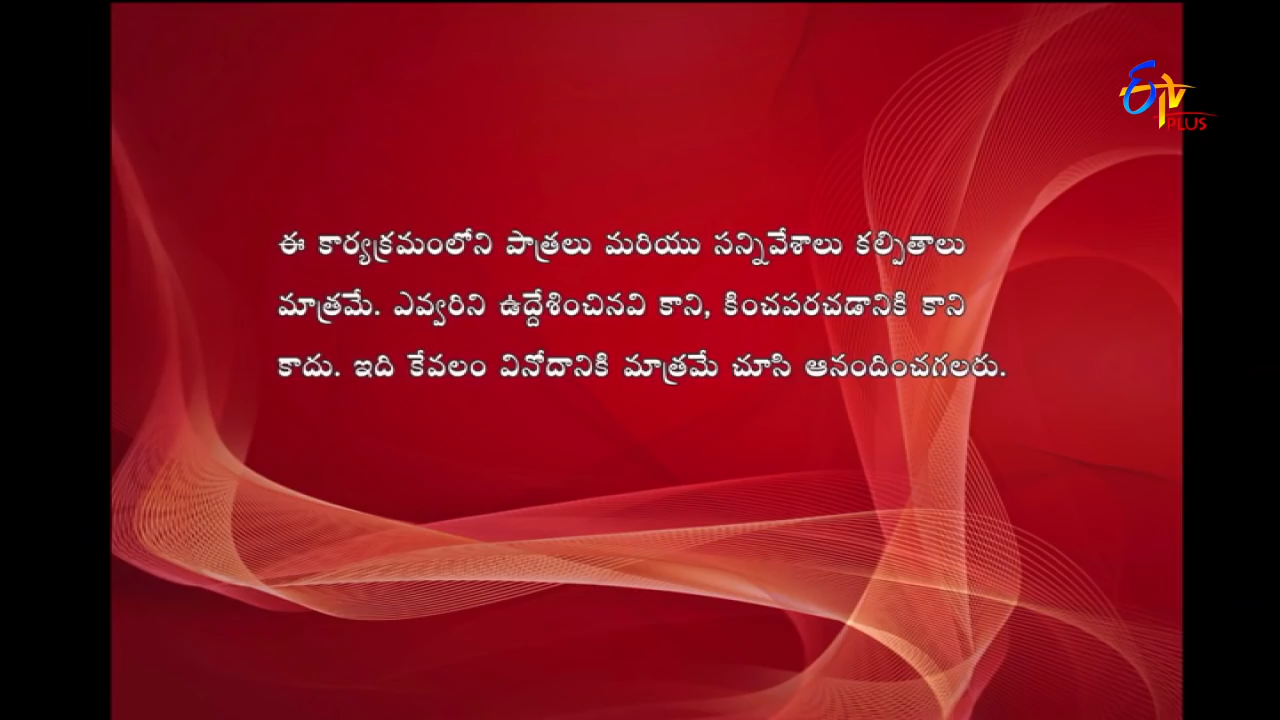 ETV
PLUS
ఈ కార్యక్రమంలోని పాత్రలు మరియు సన్నివేశాలు కల్పితాలు
మాత్రమే. ఎవ్వరిని ఉద్దేశించినవి కాని, కించపరచడానికి కాని
కాదు. ఇది కేవలం వినోదానికి మాత్రమే చూసి ఆనందించగలరు.